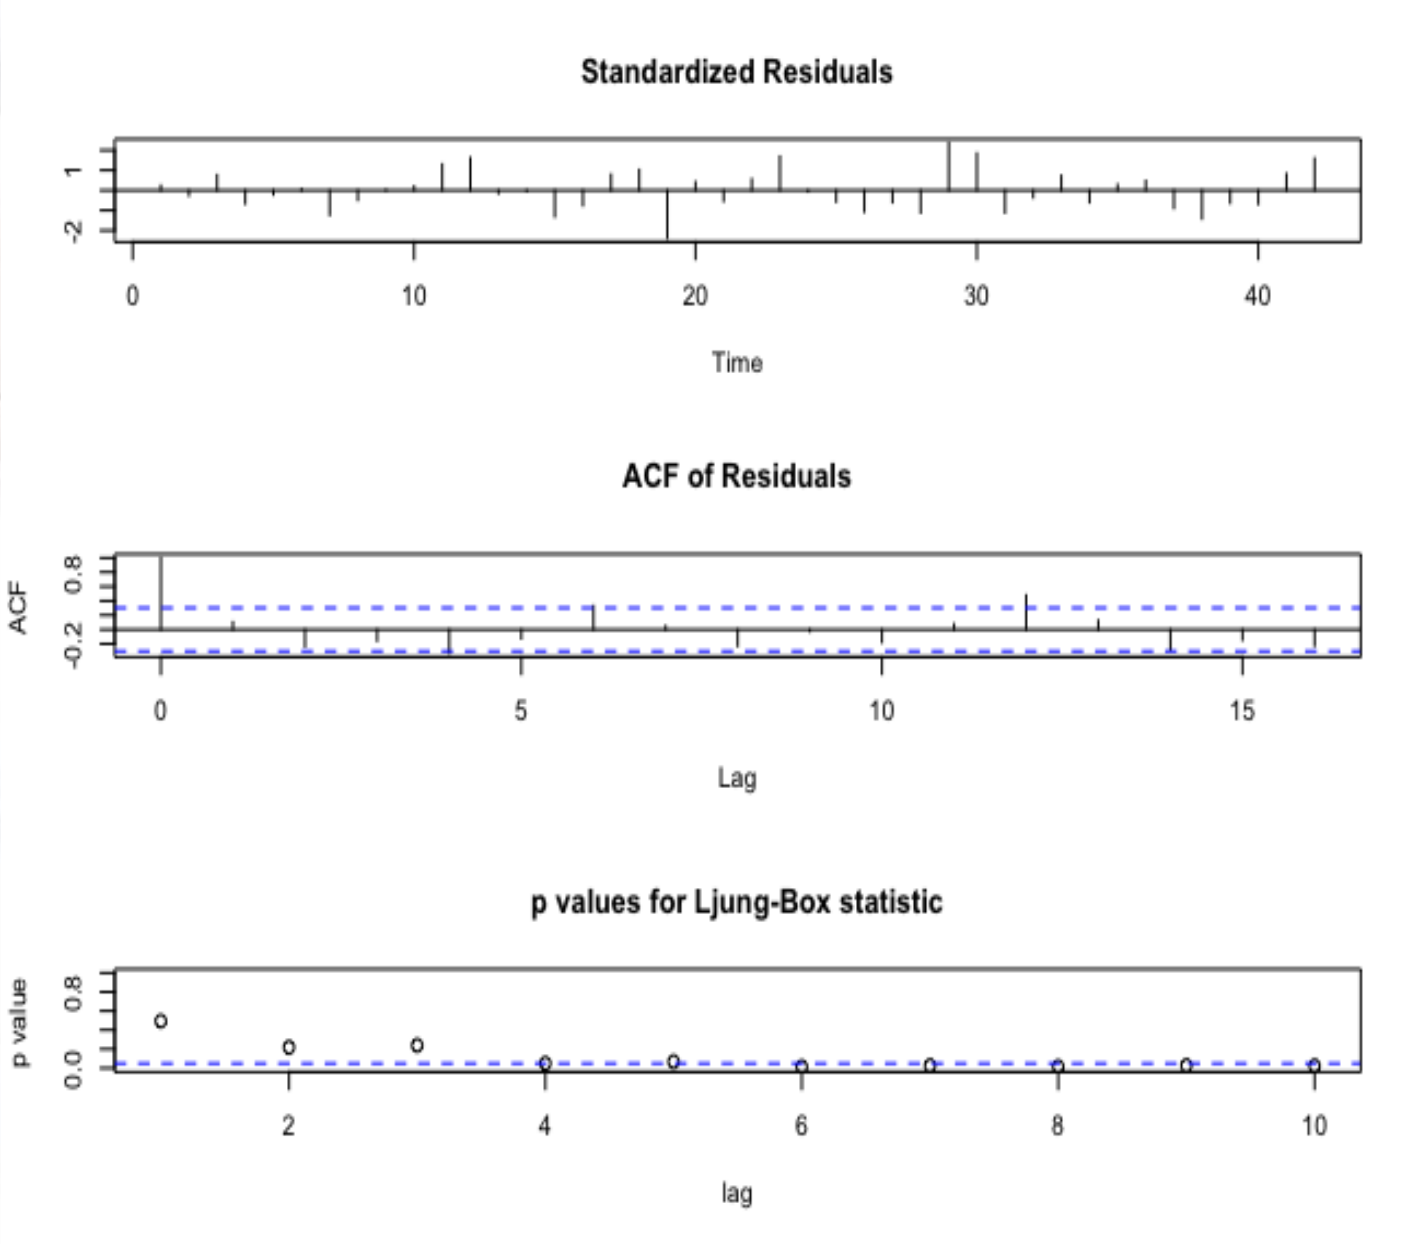 Standardized Residuals
1
-2
0 10 20 30 40
Time
ACF of Residuals
ACF
0.8
-0.2
0 5 10 15
Lag
p values for Ljung-Box statistic
p value
0.8
0.0
2 4 6 8 10
lag